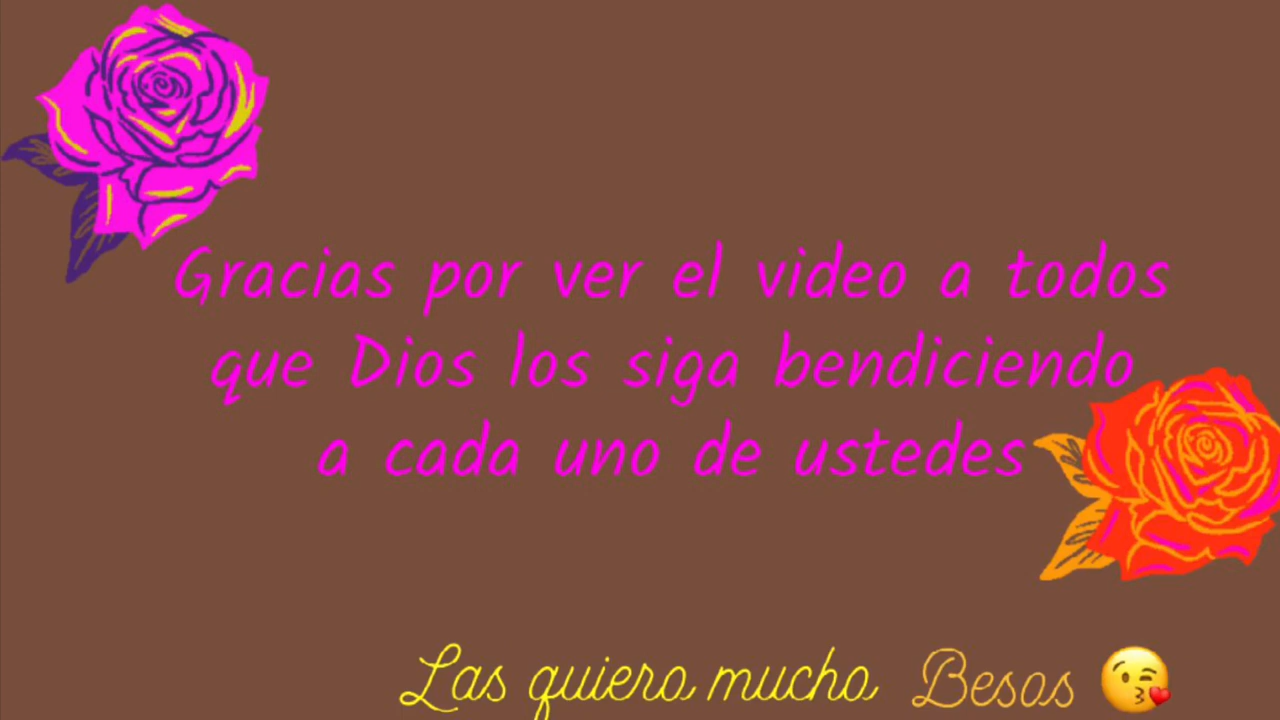 Gracias por ver el video a todos
que Dios los siga bendiciendo
a cada uno de ustedes
Las quiero mucho Besos 😘